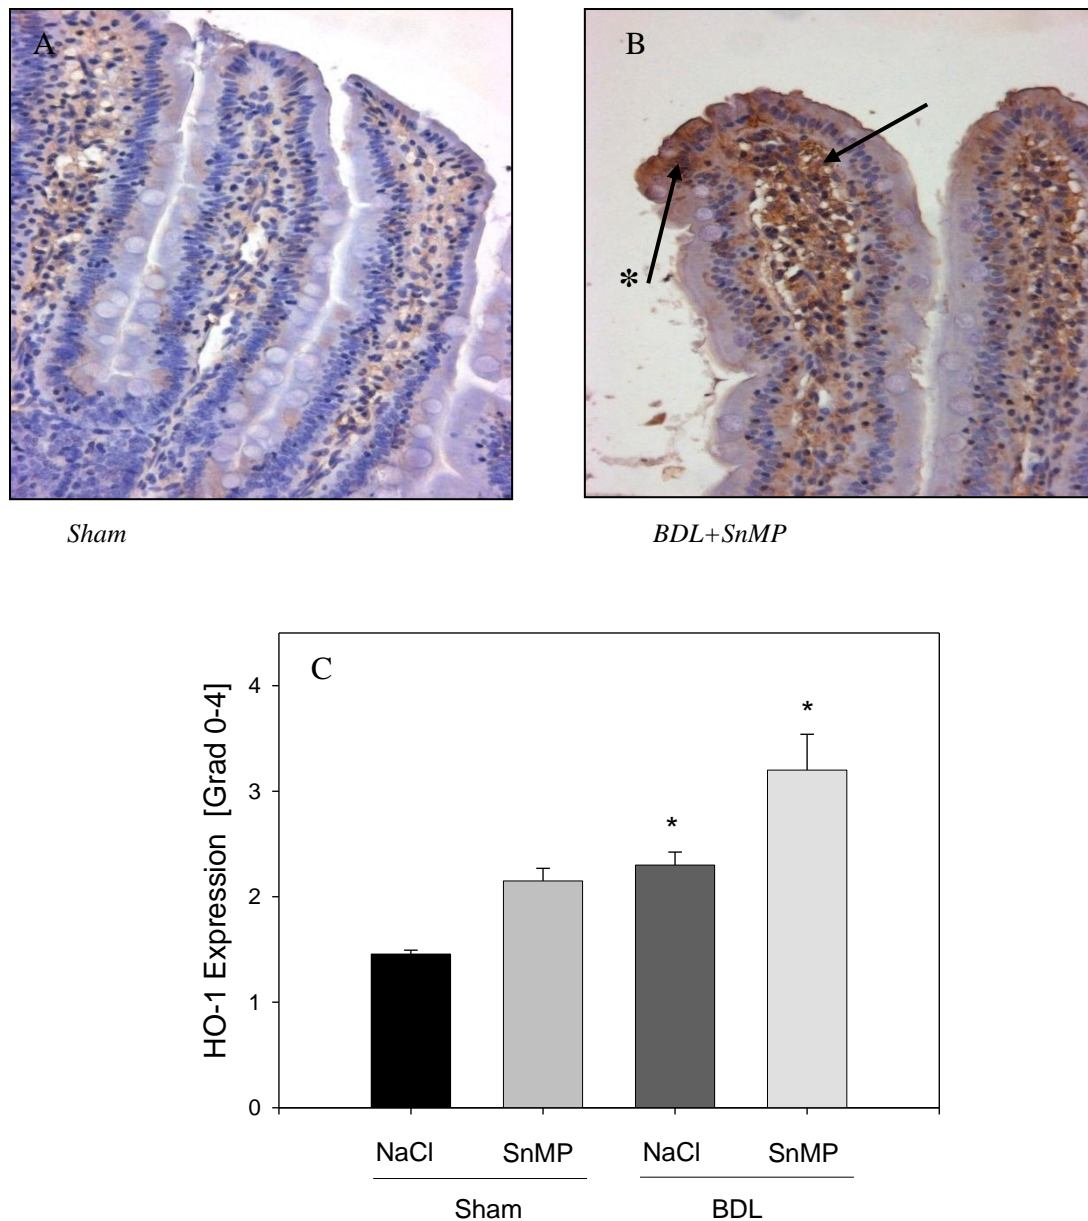 A
B
*
Sham
BDL+SnMP
C
HO-1 Expression [Grad 0-4]
4
3
2
1
0
*
*
NaCl
SnMP
NaCl
SnMP
Sham
BDL